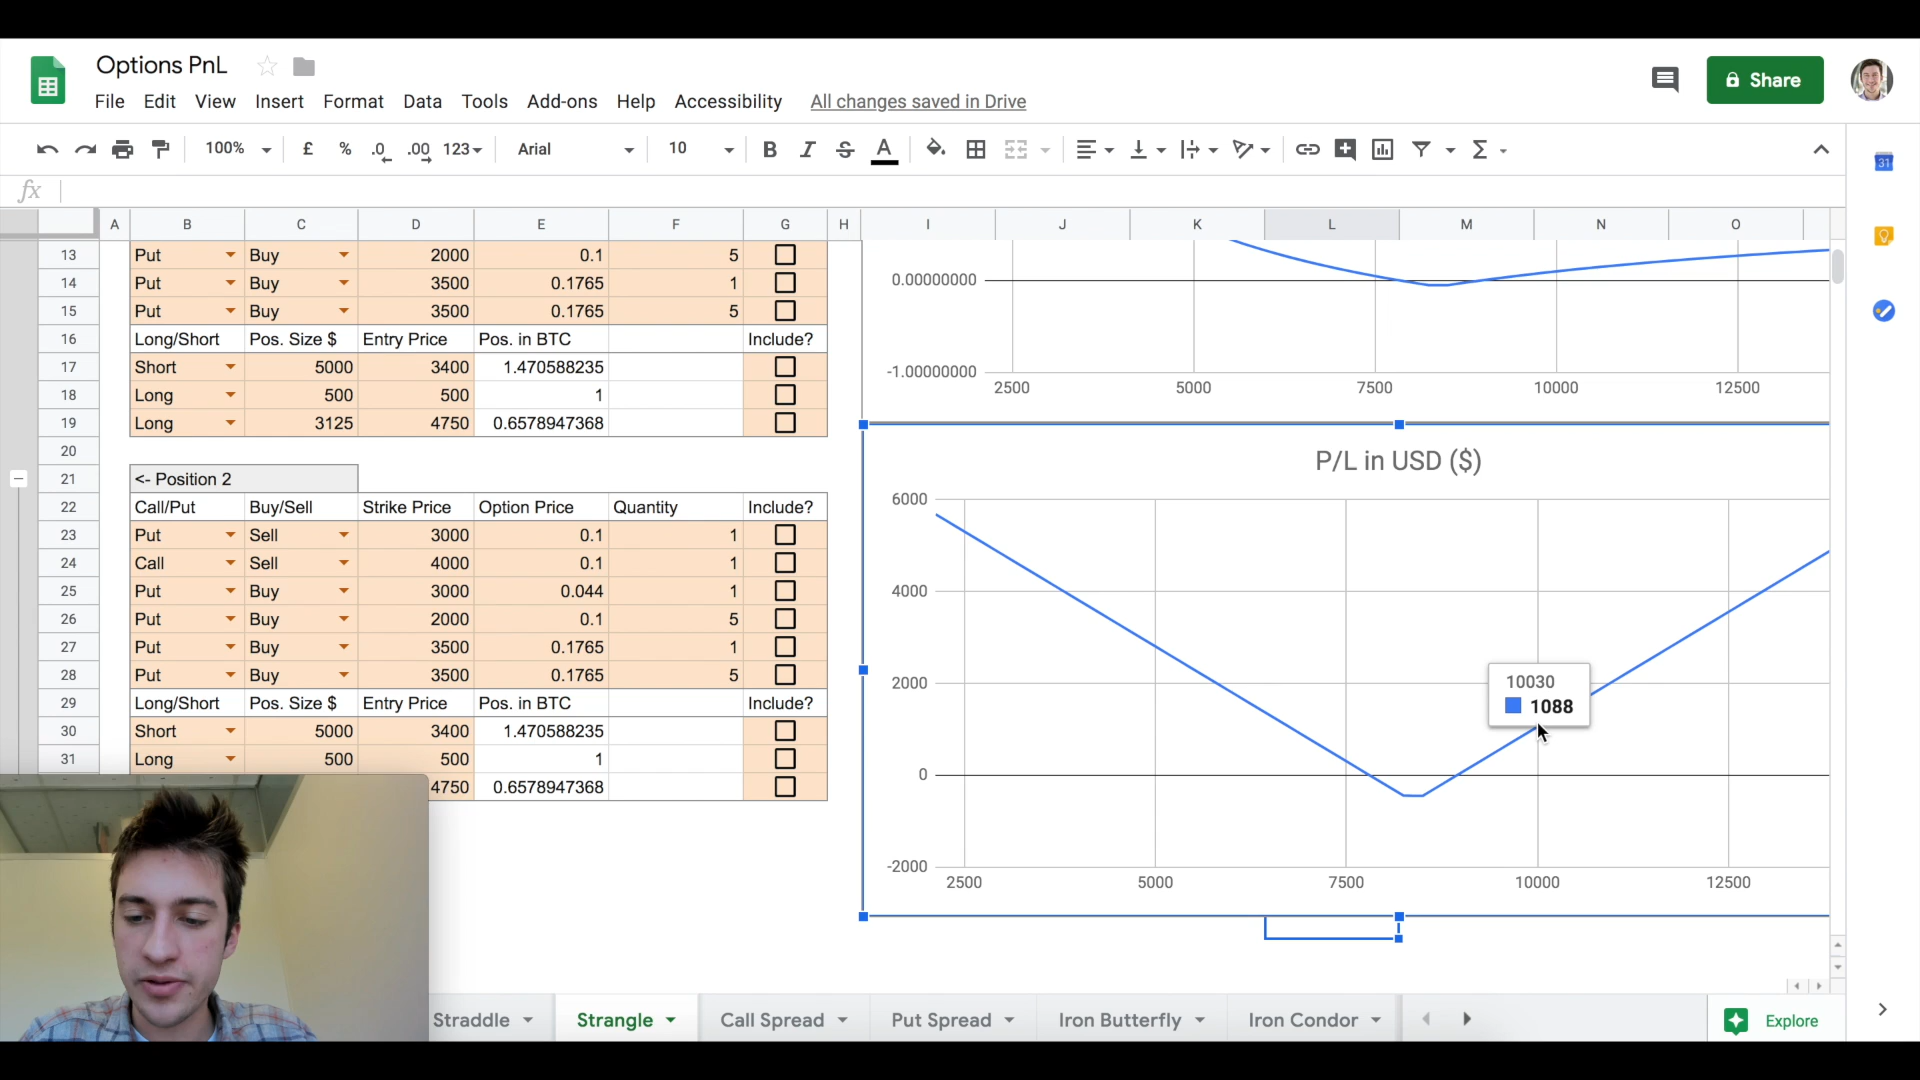 Options PnL
File Edit View Insert Format Data Tools Add-ons Help Accessibility All changes saved in Drive
Share
100% £ % .0 .00 123 Arial 10 B I S A Σ
31
fx
A B C D E F G H I J K L M N O
13 Put Buy 2000 0.1 5
14 Put Buy 3500 0.1765 1
15 Put Buy 3500 0.1765 5
16 Long/Short Pos. Size $ Entry Price Pos. in BTC Include?
17 Short 5000 3400 1.470588235
18 Long 500 500 1
19 Long 3125 4750 0.6578947368
20
21 <- Position 2
22 Call/Put Buy/Sell Strike Price Option Price Quantity Include?
23 Put Sell 3000 0.1 1
24 Call Sell 4000 0.1 1
25 Put Buy 3000 0.044 1
26 Put Buy 2000 0.1 5
27 Put Buy 3500 0.1765 1
28 Put Buy 3500 0.1765 5
29 Long/Short Pos. Size $ Entry Price Pos. in BTC Include?
30 Short 5000 3400 1.470588235
31 Long 500 500 1
4750 0.6578947368
0.00000000
-1.00000000
2500 5000 7500 10000 12500
P/L in USD ($)
6000
4000
2000
0
-2000
2500 5000 7500 10000 12500
10030
1088
Straddle Strangle Call Spread Put Spread Iron Butterfly Iron Condor Explore